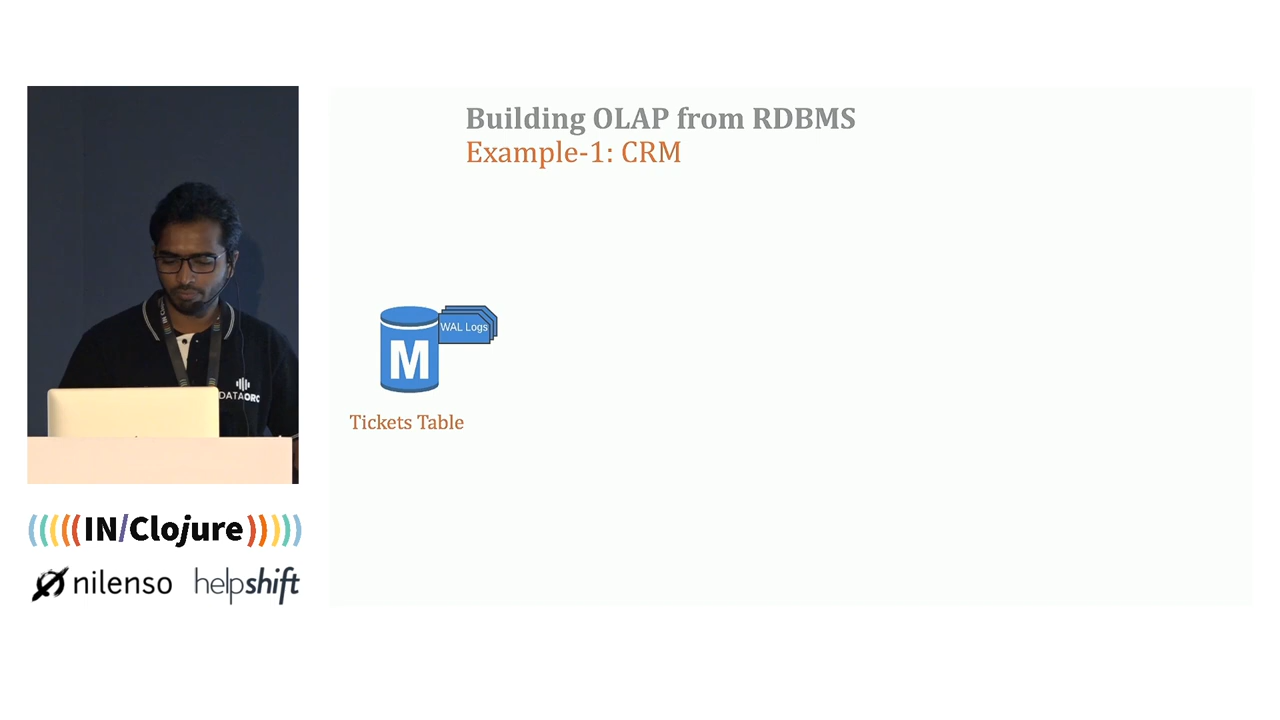 Building OLAP from RDBMS
Example-1: CRM
WAL Logs
M
Tickets Table
DATAORC
((((( IN/Clojure )))))
nilenso helpshift